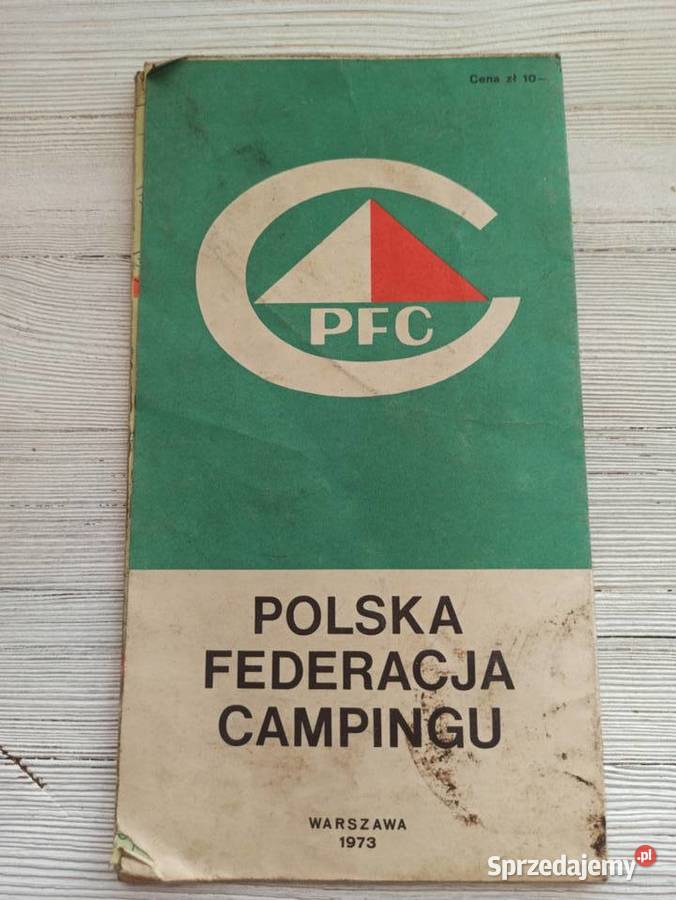 Cena zł 10-
PFC
POLSKA
FEDERACJA
CAMPINGU
WARSZAWA
1973
Sprzedajemy.pl